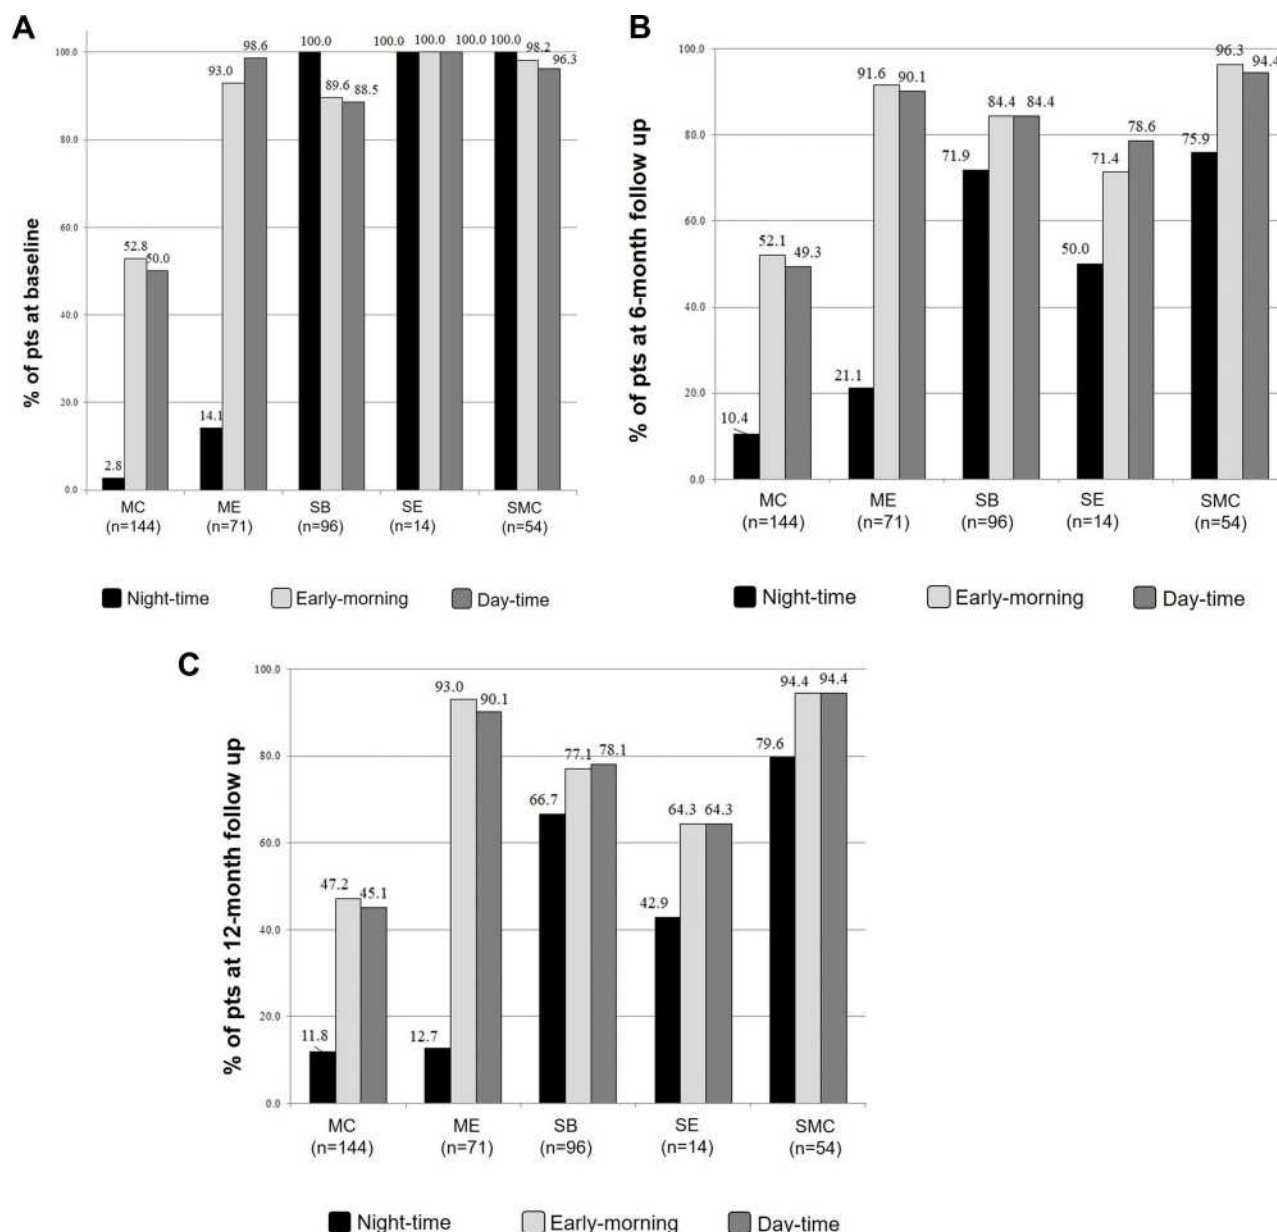 A
% of pts at baseline
100.0
80.0
60.0
40.0
20.0
0.0
2.8
52.8
50.0
14.1
93.0
98.6
100.0
89.6
88.5
100.0
100.0
100.0
100.0
98.2
96.3
MC
(n=144)
ME
(n=71)
SB
(n=96)
SE
(n=14)
SMC
(n=54)
Night-time
Early-morning
Day-time
B
% of pts at 6-month follow up
100.0
80.0
60.0
40.0
20.0
0.0
10.4
52.1
49.3
21.1
91.6
90.1
71.9
84.4
84.4
50.0
71.4
78.6
75.9
96.3
94.4
MC
(n=144)
ME
(n=71)
SB
(n=96)
SE
(n=14)
SMC
(n=54)
Night-time
Early-morning
Day-time
C
% of pts at 12-month follow up
100.0
80.0
60.0
40.0
20.0
0.0
11.8
47.2
45.1
12.7
93.0
90.1
66.7
77.1
78.1
42.9
64.3
64.3
79.6
94.4
94.4
MC
(n=144)
ME
(n=71)
SB
(n=96)
SE
(n=14)
SMC
(n=54)
Night-time
Early-morning
Day-time